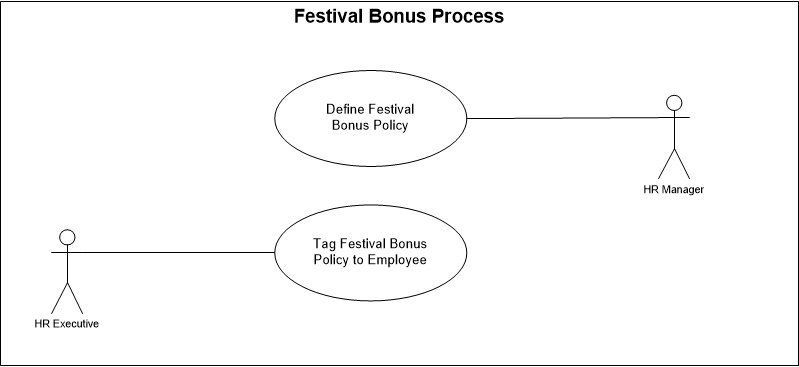 Festival Bonus Process
Define Festival
Bonus Policy
HR Manager
Tag Festival Bonus
Policy to Employee
HR Executive